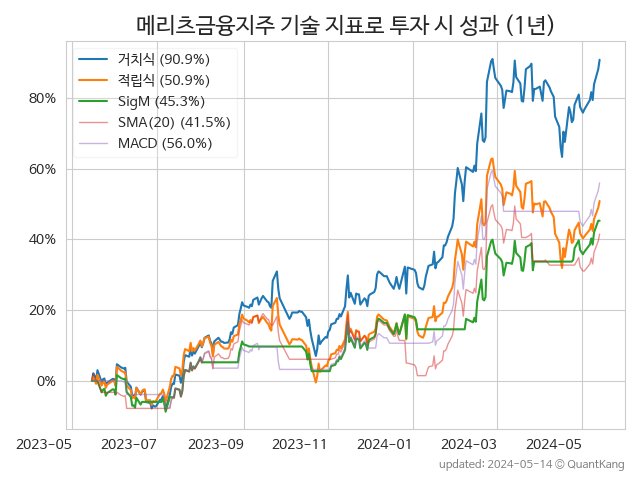 메리츠금융지주 기술 지표로 투자 시 성과 (1년)
거치식 (90.9%)
적립식 (50.9%)
SigM (45.3%)
SMA(20) (41.5%)
MACD (56.0%)
80%
60%
40%
20%
0%
2023-05 2023-07 2023-09 2023-11 2024-01 2024-03 2024-05
updated: 2024-05-14 @ QuantKang